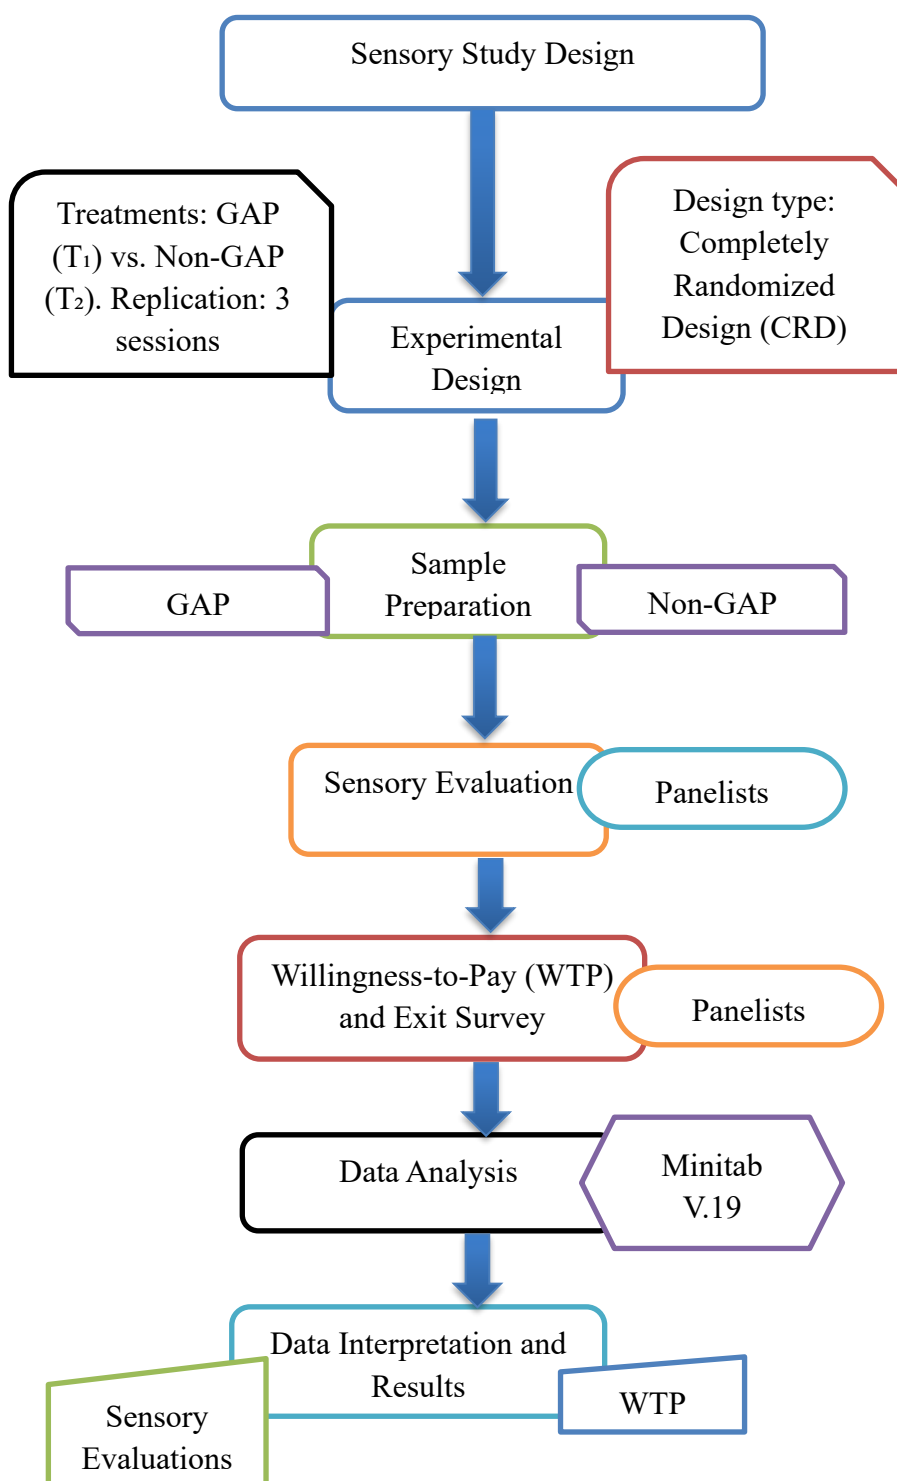 Sensory Study Design
Treatments: GAP
(T₁) vs. Non-GAP
(T₂). Replication: 3
sessions
Design type:
Completely
Randomized
Design (CRD)
Experimental
Design
Sample
Preparation
GAP
Non-GAP
Sensory Evaluation
Panelists
Willingness-to-Pay (WTP)
and Exit Survey
Panelists
Data Analysis
Minitab
V.19
Data Interpretation and
Results
Sensory
Evaluations
WTP